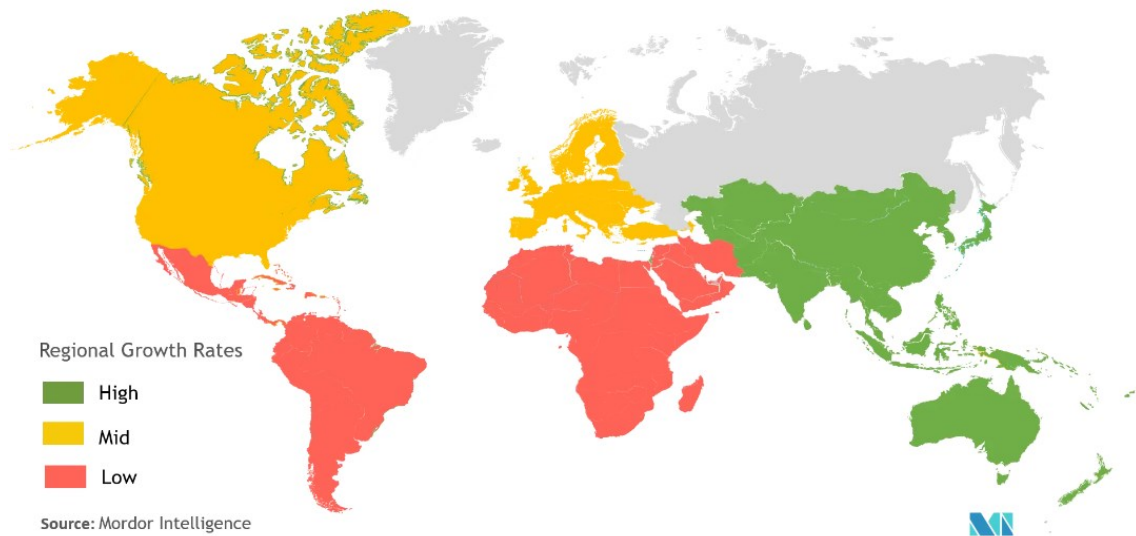 Regional Growth Rates
High
Mid
Low
Source: Mordor Intelligence